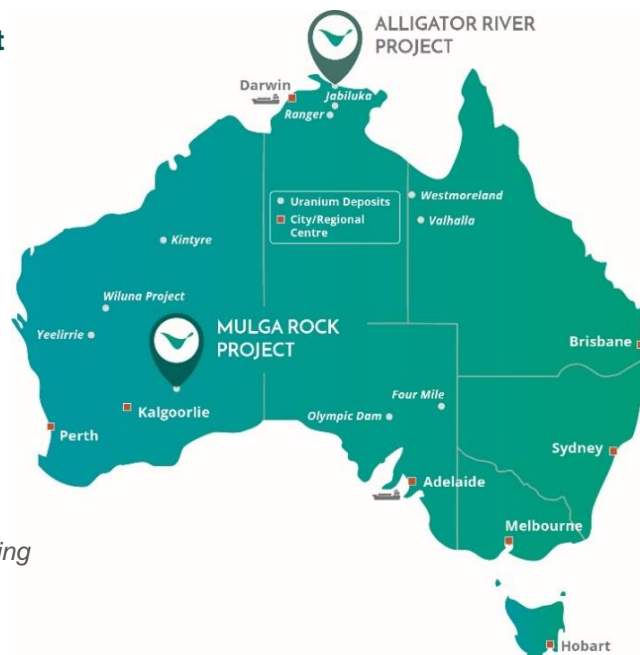 t
ALLIGATOR RIVER
PROJECT
Darwin
Jabiluka
Ranger
Uranium Deposits
City/Regional
Centre
Westmoreland
Valhalla
Kintyre
Wiluna Project
Yeelirrie
MULGA ROCK
PROJECT
Brisbane
Four Mile
Olympic Dam
Kalgoorlie
Perth
Sydney
Adelaide
Melbourne
ing
Hobart